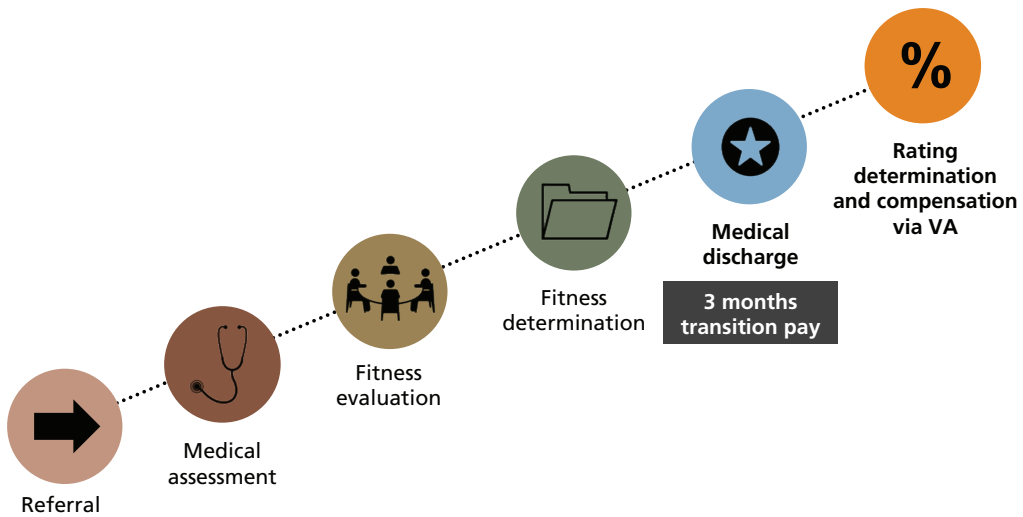 Referral
Medical
assessment
Fitness
evaluation
Fitness
determination
Medical
discharge
3 months
transition pay
%
Rating
determination
and compensation
via VA